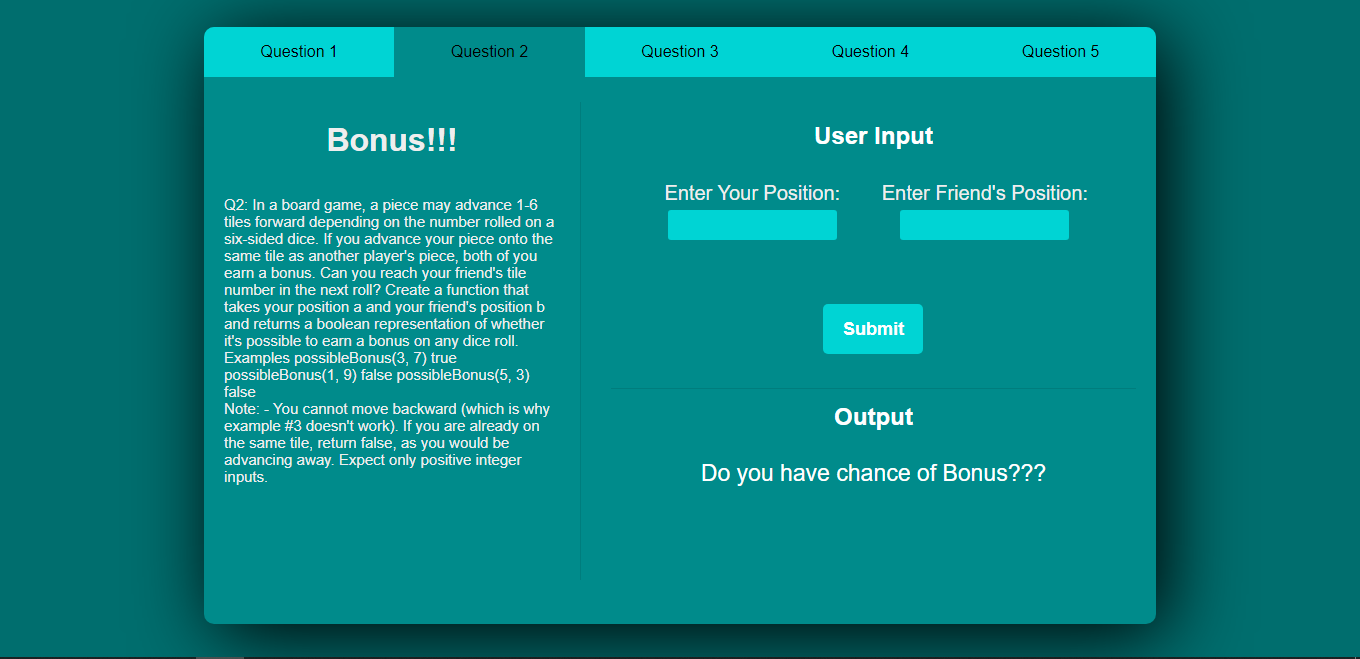 Question 1 Question 2 Question 3 Question 4 Question 5
Bonus!!!
Q2: In a board game, a piece may advance 1-6
tiles forward depending on the number rolled on a
six-sided dice. If you advance your piece onto the
same tile as another player's piece, both of you
earn a bonus. Can you reach your friend's tile
number in the next roll? Create a function that
takes your position a and your friend's position b
and returns a boolean representation of whether
it's possible to earn a bonus on any dice roll.
Examples possibleBonus(3, 7) true
possibleBonus(1, 9) false possibleBonus(5, 3)
false
Note: - You cannot move backward (which is why
example #3 doesn't work). If you are already on
the same tile, return false, as you would be
advancing away. Expect only positive integer
inputs.
User Input
Enter Your Position: Enter Friend's Position:
Submit
Output
Do you have chance of Bonus???